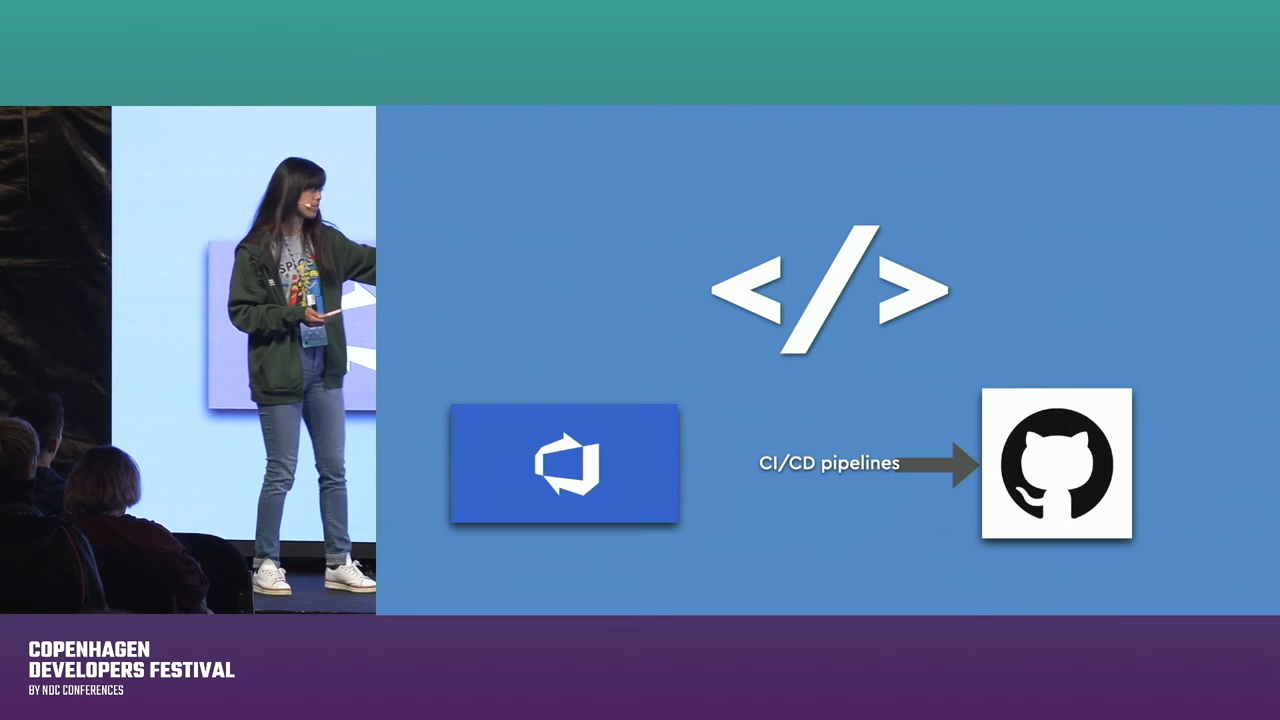 </>
CI/CD pipelines
COPENHAGEN
DEVELOPERS FESTIVAL
BY NDC CONFERENCES